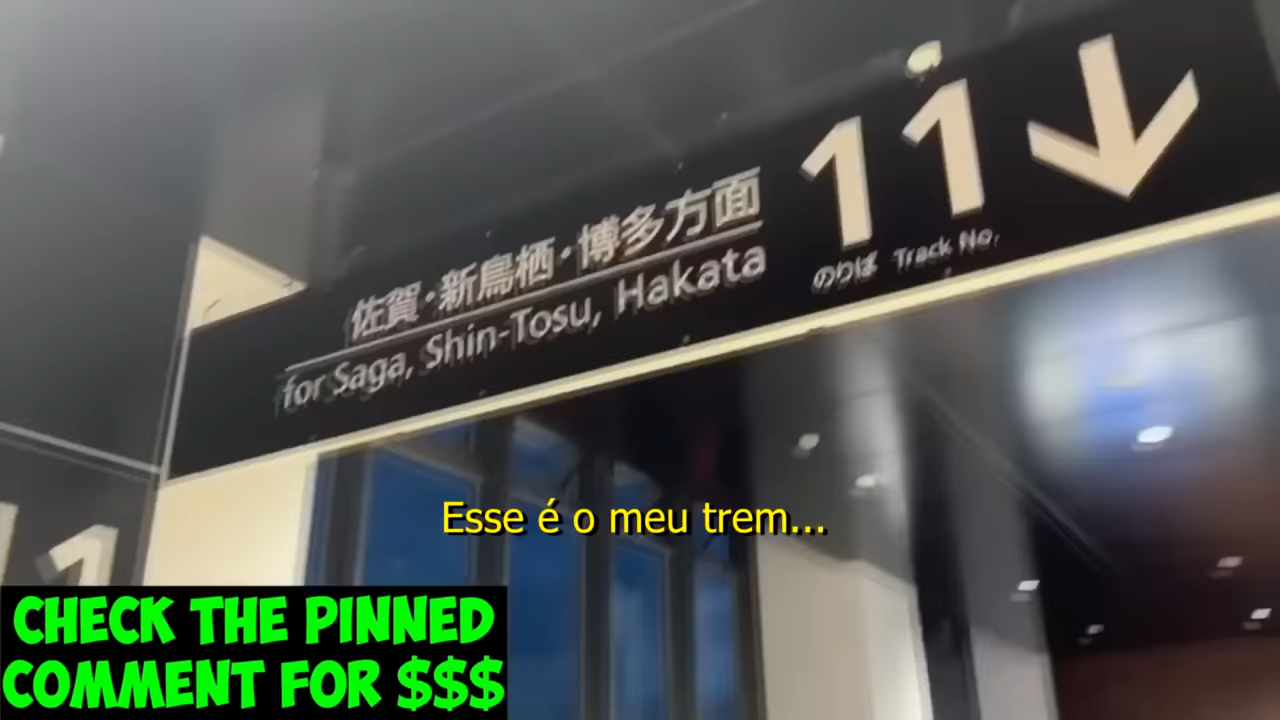 佐賀・新鳥栖・博多方面
for Saga, Shin-Tosu, Hakata
11
のりば Track No.
Esse é o meu trem...
1
CHECK THE PINNED
COMMENT FOR $$$